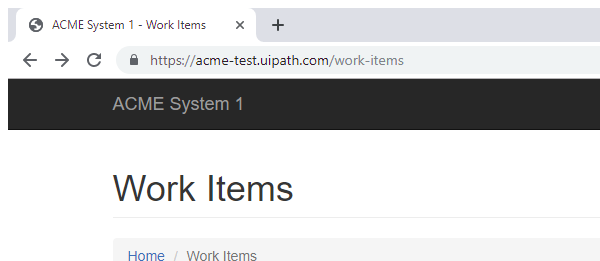 ACME System 1 - Work Items
https://acme-test.uipath.com/work-items
ACME System 1
Work Items
Home / Work Items